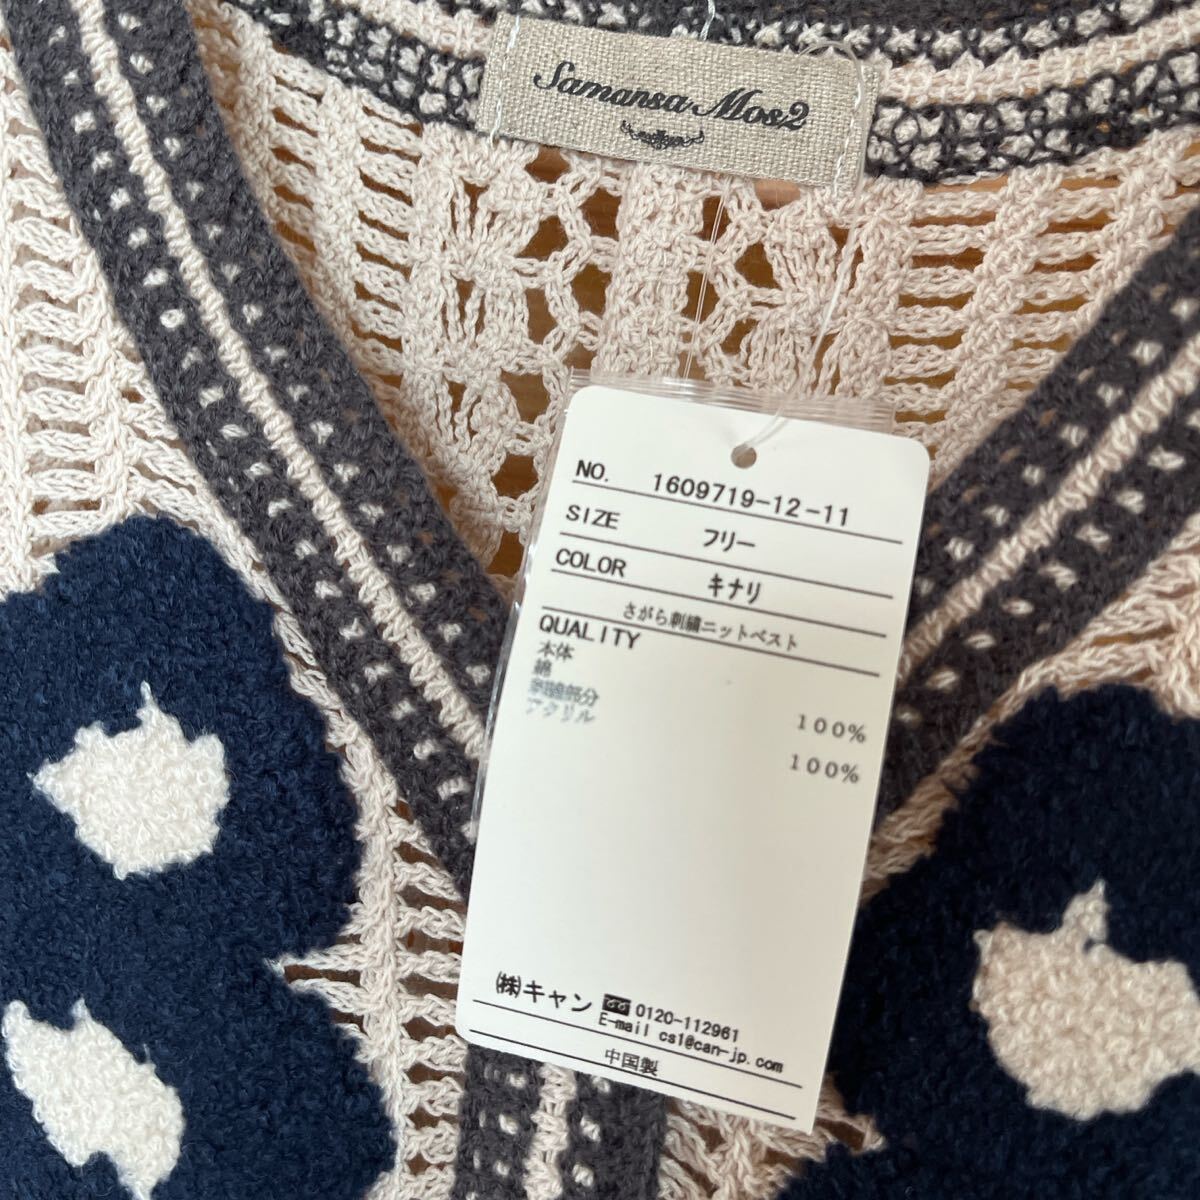 Samansa Mos2
NO. 1609719-12-11
SIZE フリー
COLOR キナリ
さがら刺繍ニットベスト
QUALITY
本体
綿 100%
刺繍部分
アクリル 100%
㈱キャン 0120-112961
E-mail cs1@can-jp.com
中国製